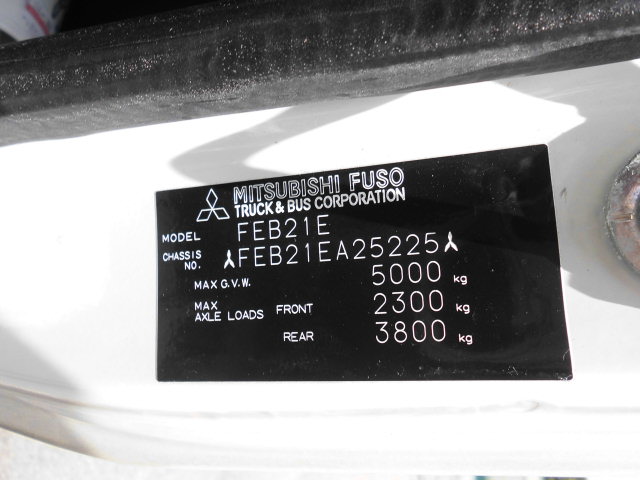 MITSUBISHI FUSO
TRUCK & BUS CORPORATION
MODEL FEB21E
CHASSIS NO. FEB21EA25225
MAX G.V.W. 5000 kg
MAX AXLE LOADS FRONT 2300 kg
REAR 3800 kg